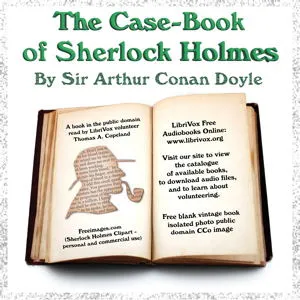 The Case-Book
of Sherlock Holmes
By Sir Arthur Conan Doyle
A book in the public domain
read by LibriVox volunteer
Thomas A. Copeland
Freeimages.com
(Sherlock Holmes Clipart -
personal and commercial use)
LibriVox Free
Audiobooks Online:
www.librivox.org
Visit our site to view
the catalogue
of available books,
to download audio files,
and to learn about
volunteering.
Free blank vintage book
isolated photo public
domain CCo image